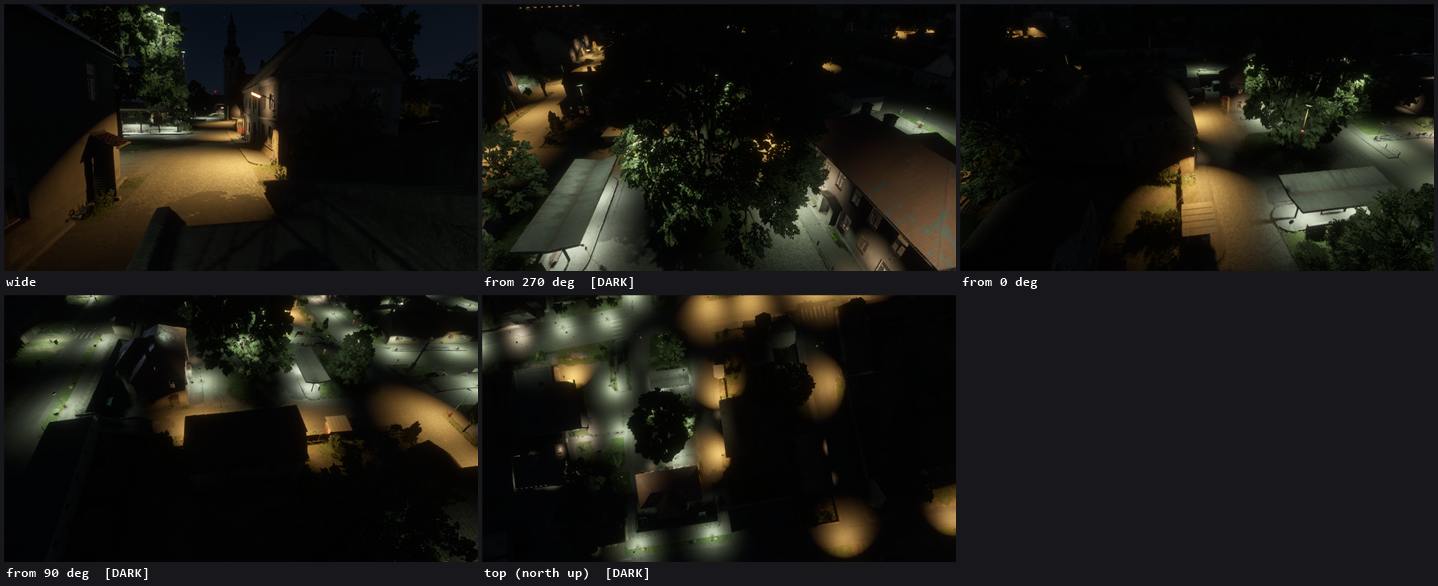 wide
from 270 deg  [DARK]
from 0 deg
from 90 deg  [DARK]
top (north up)  [DARK]